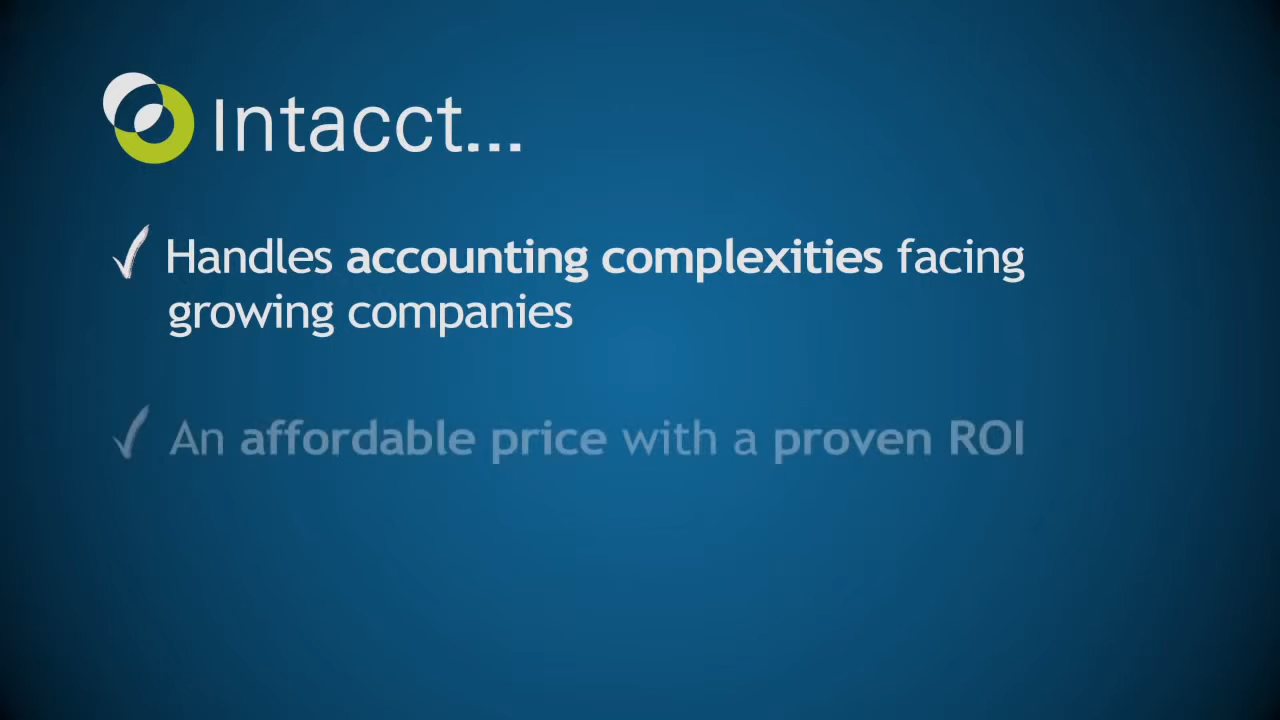 Intacct...
Handles accounting complexities facing
growing companies
An affordable price with a proven ROI